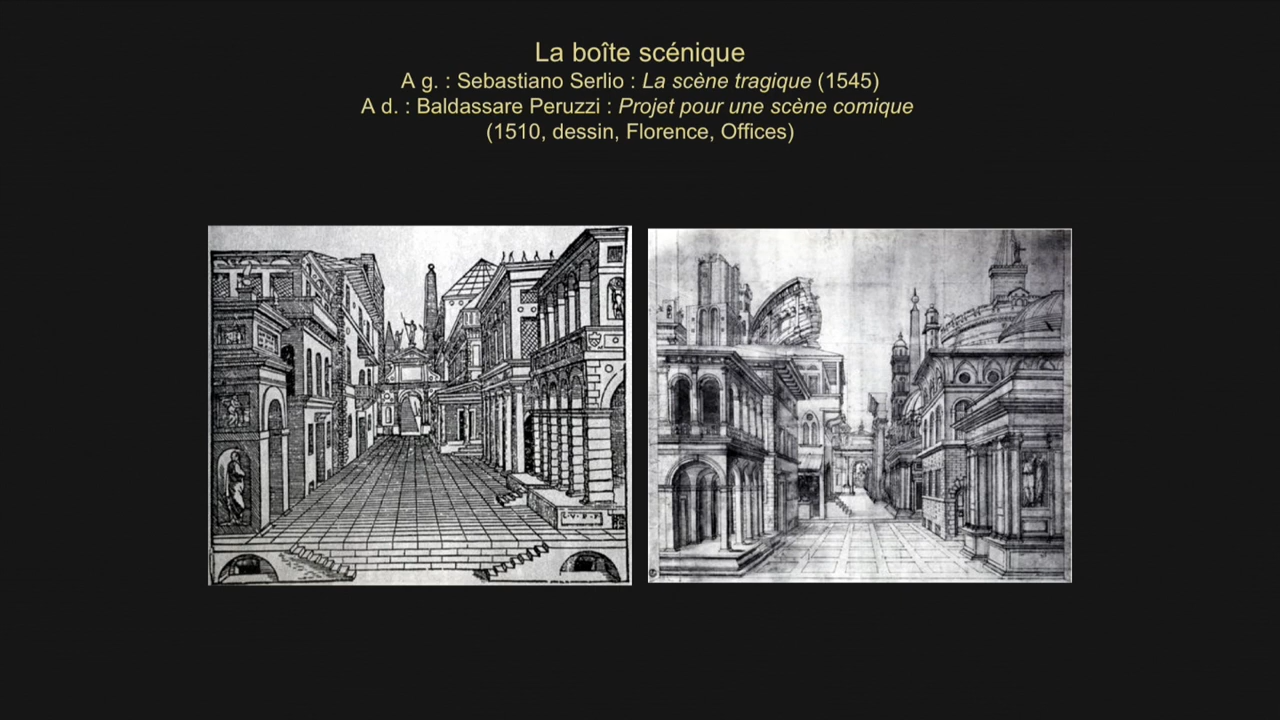 La boîte scénique
A g. : Sebastiano Serlio : La scène tragique (1545)
A d. : Baldassare Peruzzi : Projet pour une scène comique
(1510, dessin, Florence, Offices)